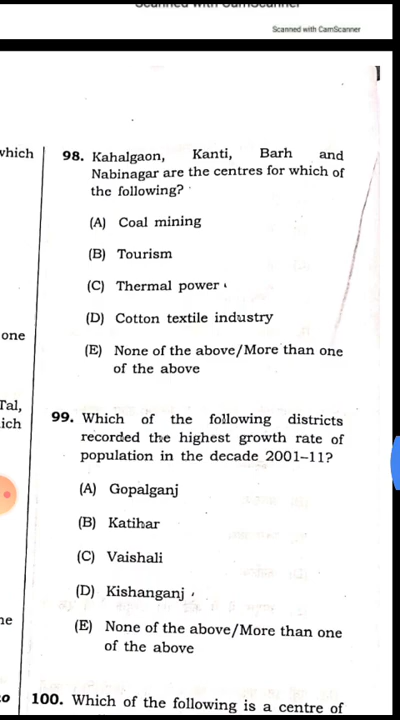 Scanned with CamScanner
Scanned with CamScanner
which
98. Kahalgaon, Kanti, Barh and
Nabinagar are the centres for which of
the following?
(A) Coal mining
(B) Tourism
(C) Thermal power
(D) Cotton textile industry
(E) None of the above/More than one
of the above
one
Tal,
ich
99. Which of the following districts
recorded the highest growth rate of
population in the decade 2001–11?
(A) Gopalganj
(B) Katihar
(C) Vaishali
(D) Kishanganj
(E) None of the above/More than one
of the above
100. Which of the following is a centre of